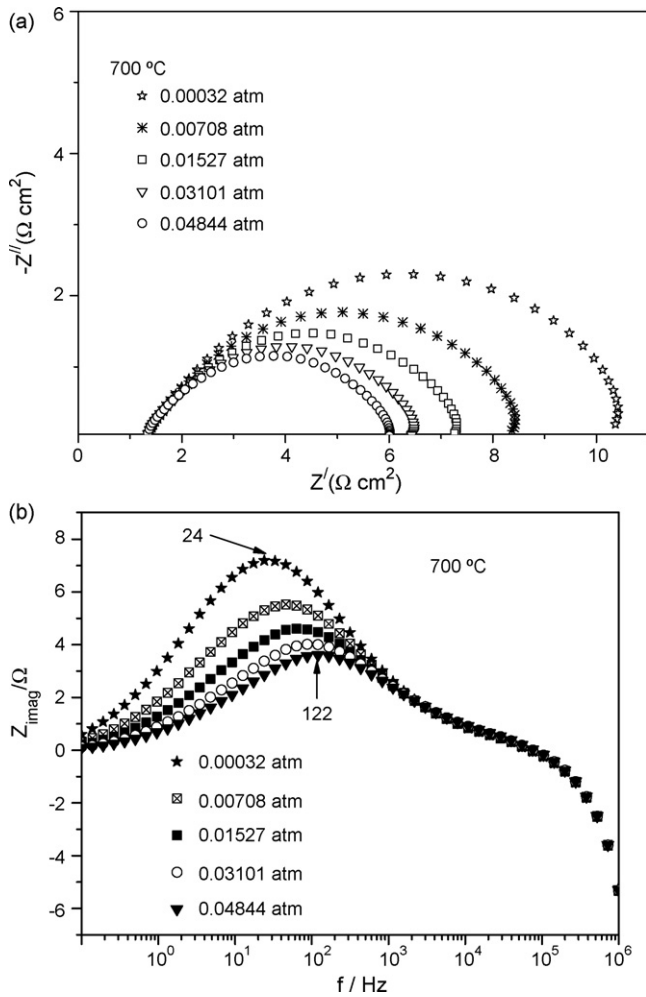 (a)
700 ºC
0.00032 atm
0.00708 atm
0.01527 atm
0.03101 atm
0.04844 atm
6
4
2
-Z//(Ω cm2)
0 2 4 6 8 10
Z/(Ω cm2)
(b)
8
6
4
2
0
-2
-4
-6
Zimag/Ω
24
700 ºC
122
0.00032 atm
0.00708 atm
0.01527 atm
0.03101 atm
0.04844 atm
10⁰ 10¹ 10² 10³ 10⁴ 10⁵ 10⁶
f / Hz